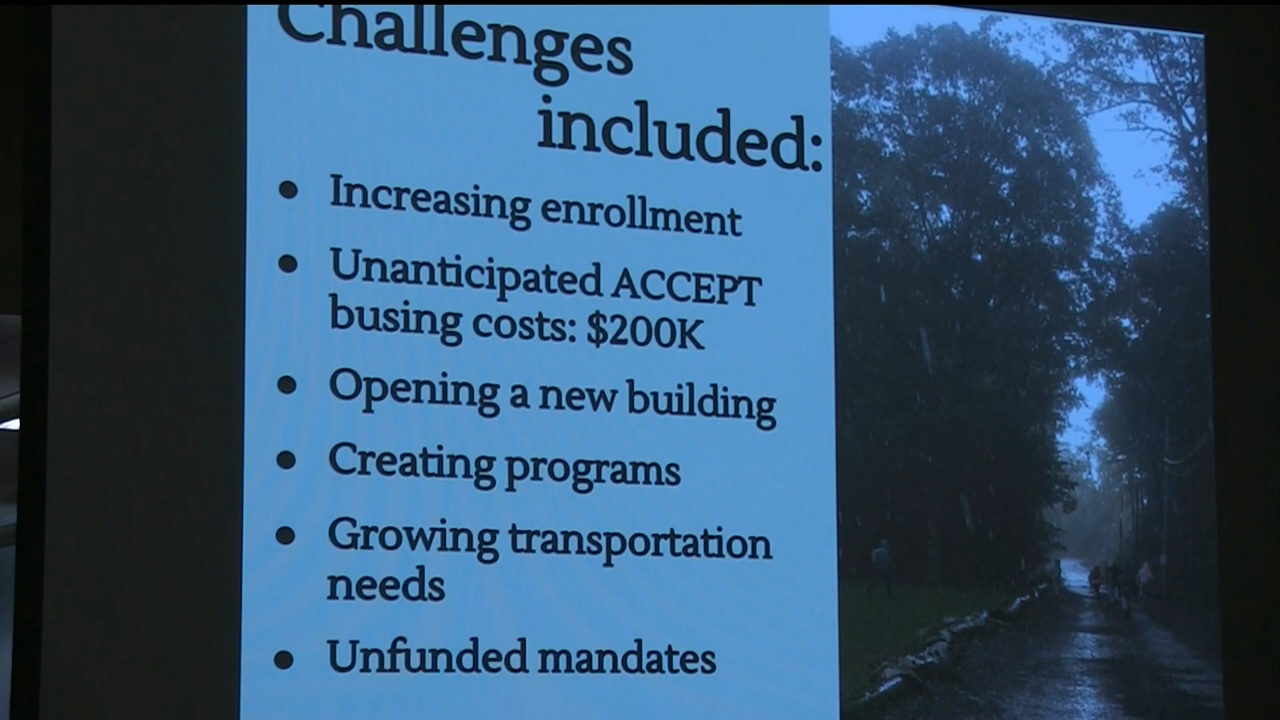 Challenges
included:
• Increasing enrollment
• Unanticipated ACCEPT
busing costs: $200K
• Opening a new building
• Creating programs
• Growing transportation
needs
• Unfunded mandates